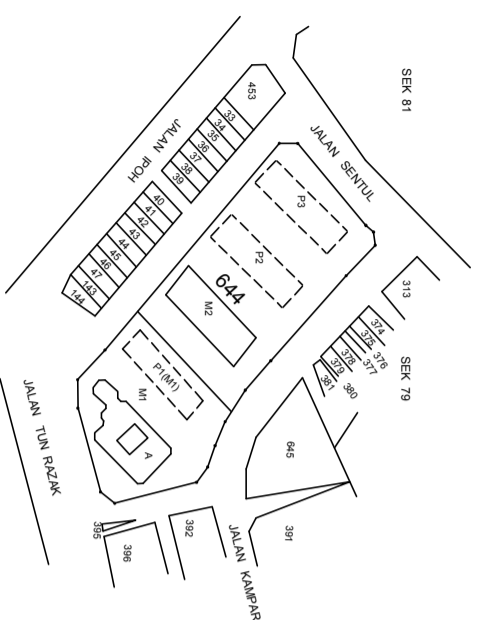 SEK 81
JALAN SENTUL
JALAN IPOH
453
33
34
35
36
37
38
39
40
41
42
43
44
45
46
47
143
144
P3
P2
644
M2
P1(M1)
M1
A
313
SEK 79
374
375
376
377
378
379
380
381
645
391
392
395
396
JALAN KAMPAR
JALAN TUN RAZAK